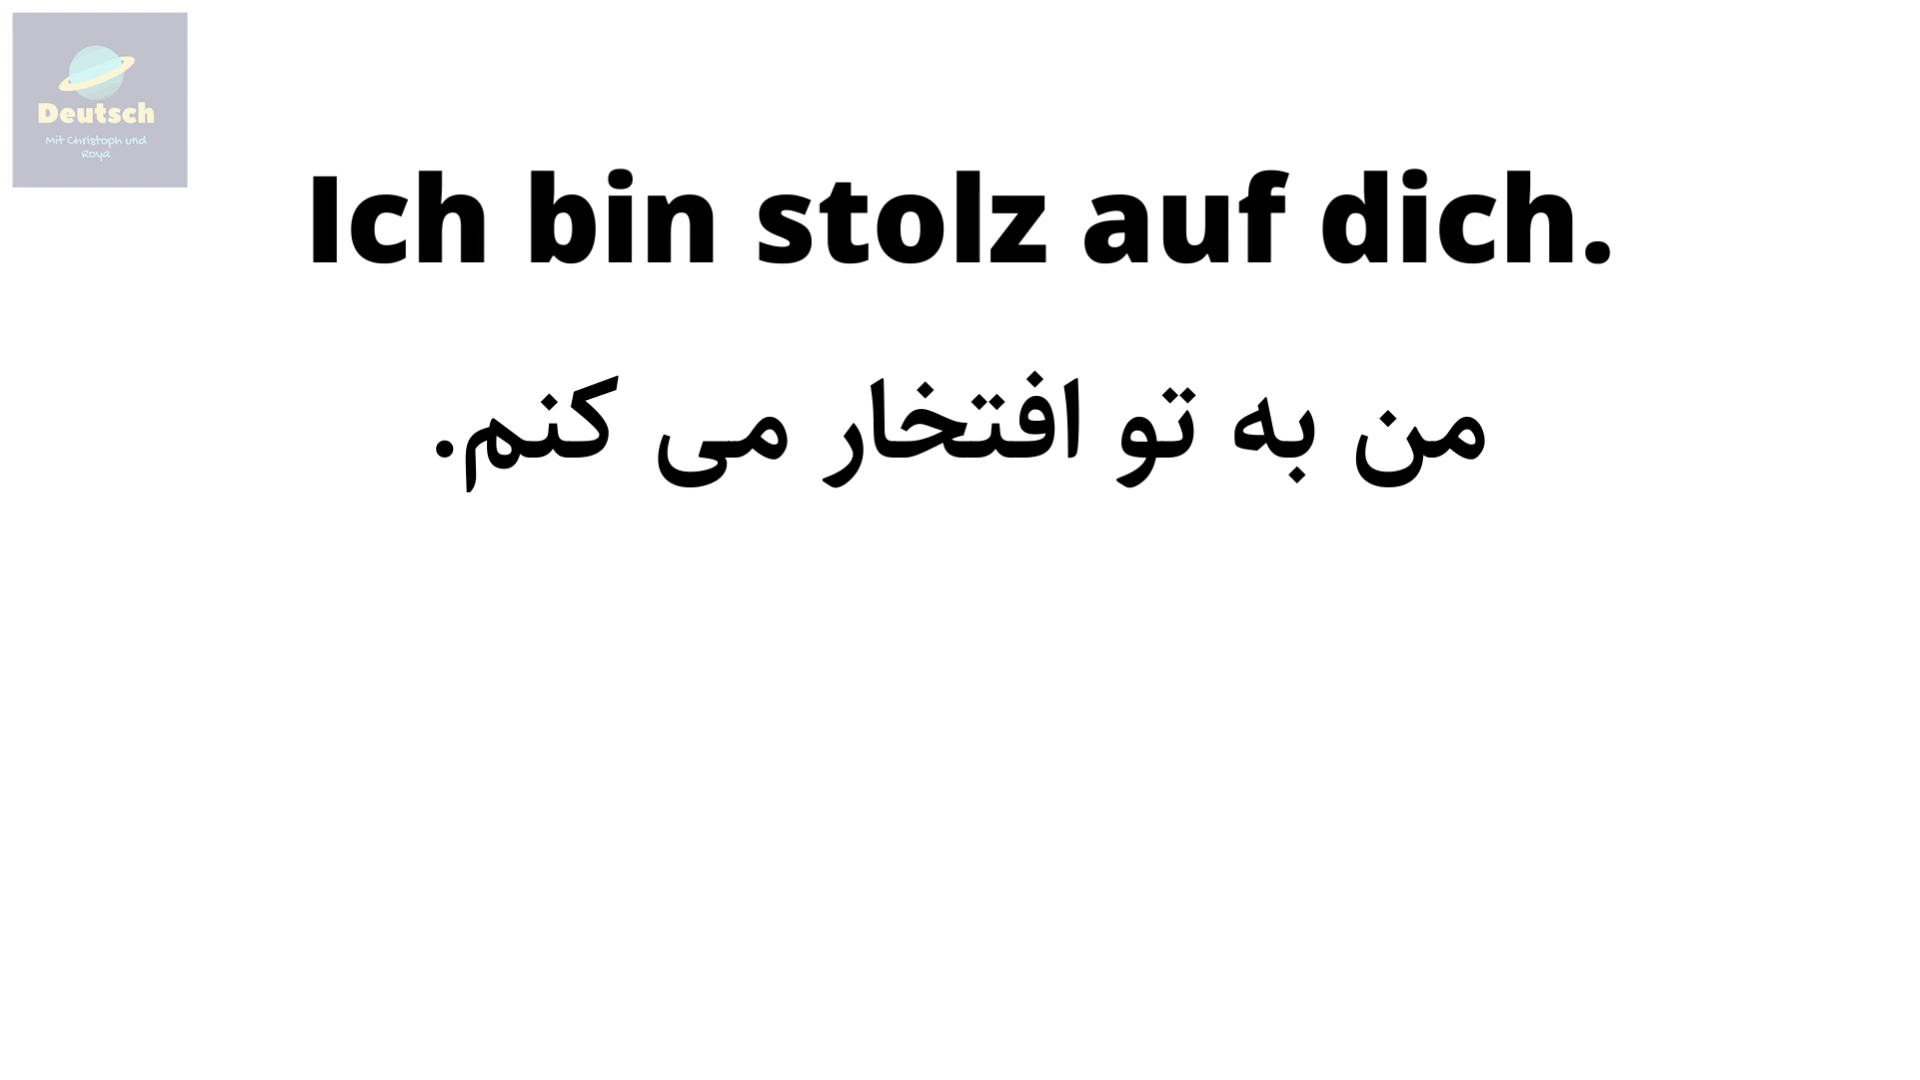 Deutsch
Mit Christoph und
Roya
Ich bin stolz auf dich.
من به تو افتخار می کنم.